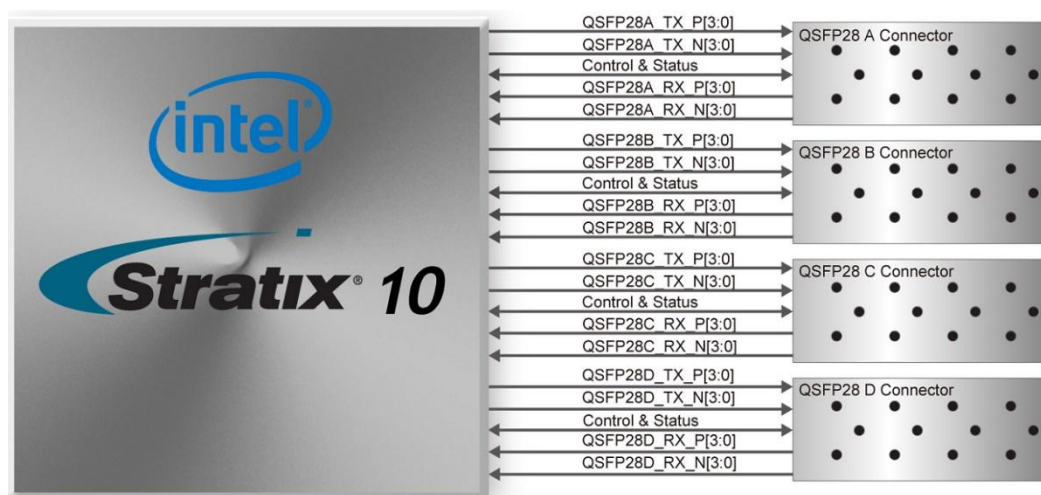 intel®
Stratix® 10
QSFP28A_TX_P[3:0]
QSFP28A_TX_N[3:0]
Control & Status
QSFP28A_RX_P[3:0]
QSFP28A_RX_N[3:0]
QSFP28 A Connector
QSFP28B_TX_P[3:0]
QSFP28B_TX_N[3:0]
Control & Status
QSFP28B_RX_P[3:0]
QSFP28B_RX_N[3:0]
QSFP28 B Connector
QSFP28C_TX_P[3:0]
QSFP28C_TX_N[3:0]
Control & Status
QSFP28C_RX_P[3:0]
QSFP28C_RX_N[3:0]
QSFP28 C Connector
QSFP28D_TX_P[3:0]
QSFP28D_TX_N[3:0]
Control & Status
QSFP28D_RX_P[3:0]
QSFP28D_RX_N[3:0]
QSFP28 D Connector